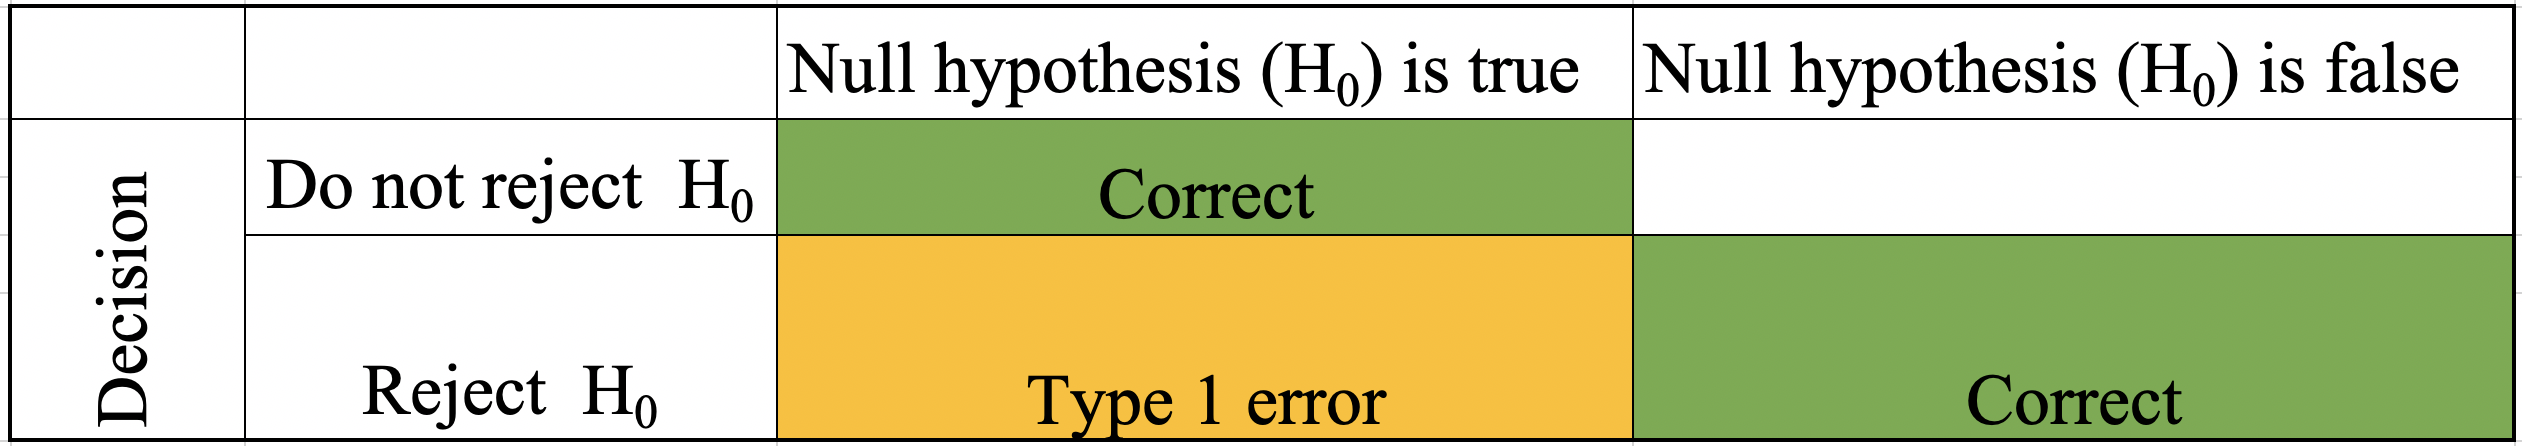 Null hypothesis (H₀) is true
Null hypothesis (H₀) is false
Decision
Do not reject H₀
Correct
Reject H₀
Type 1 error
Correct